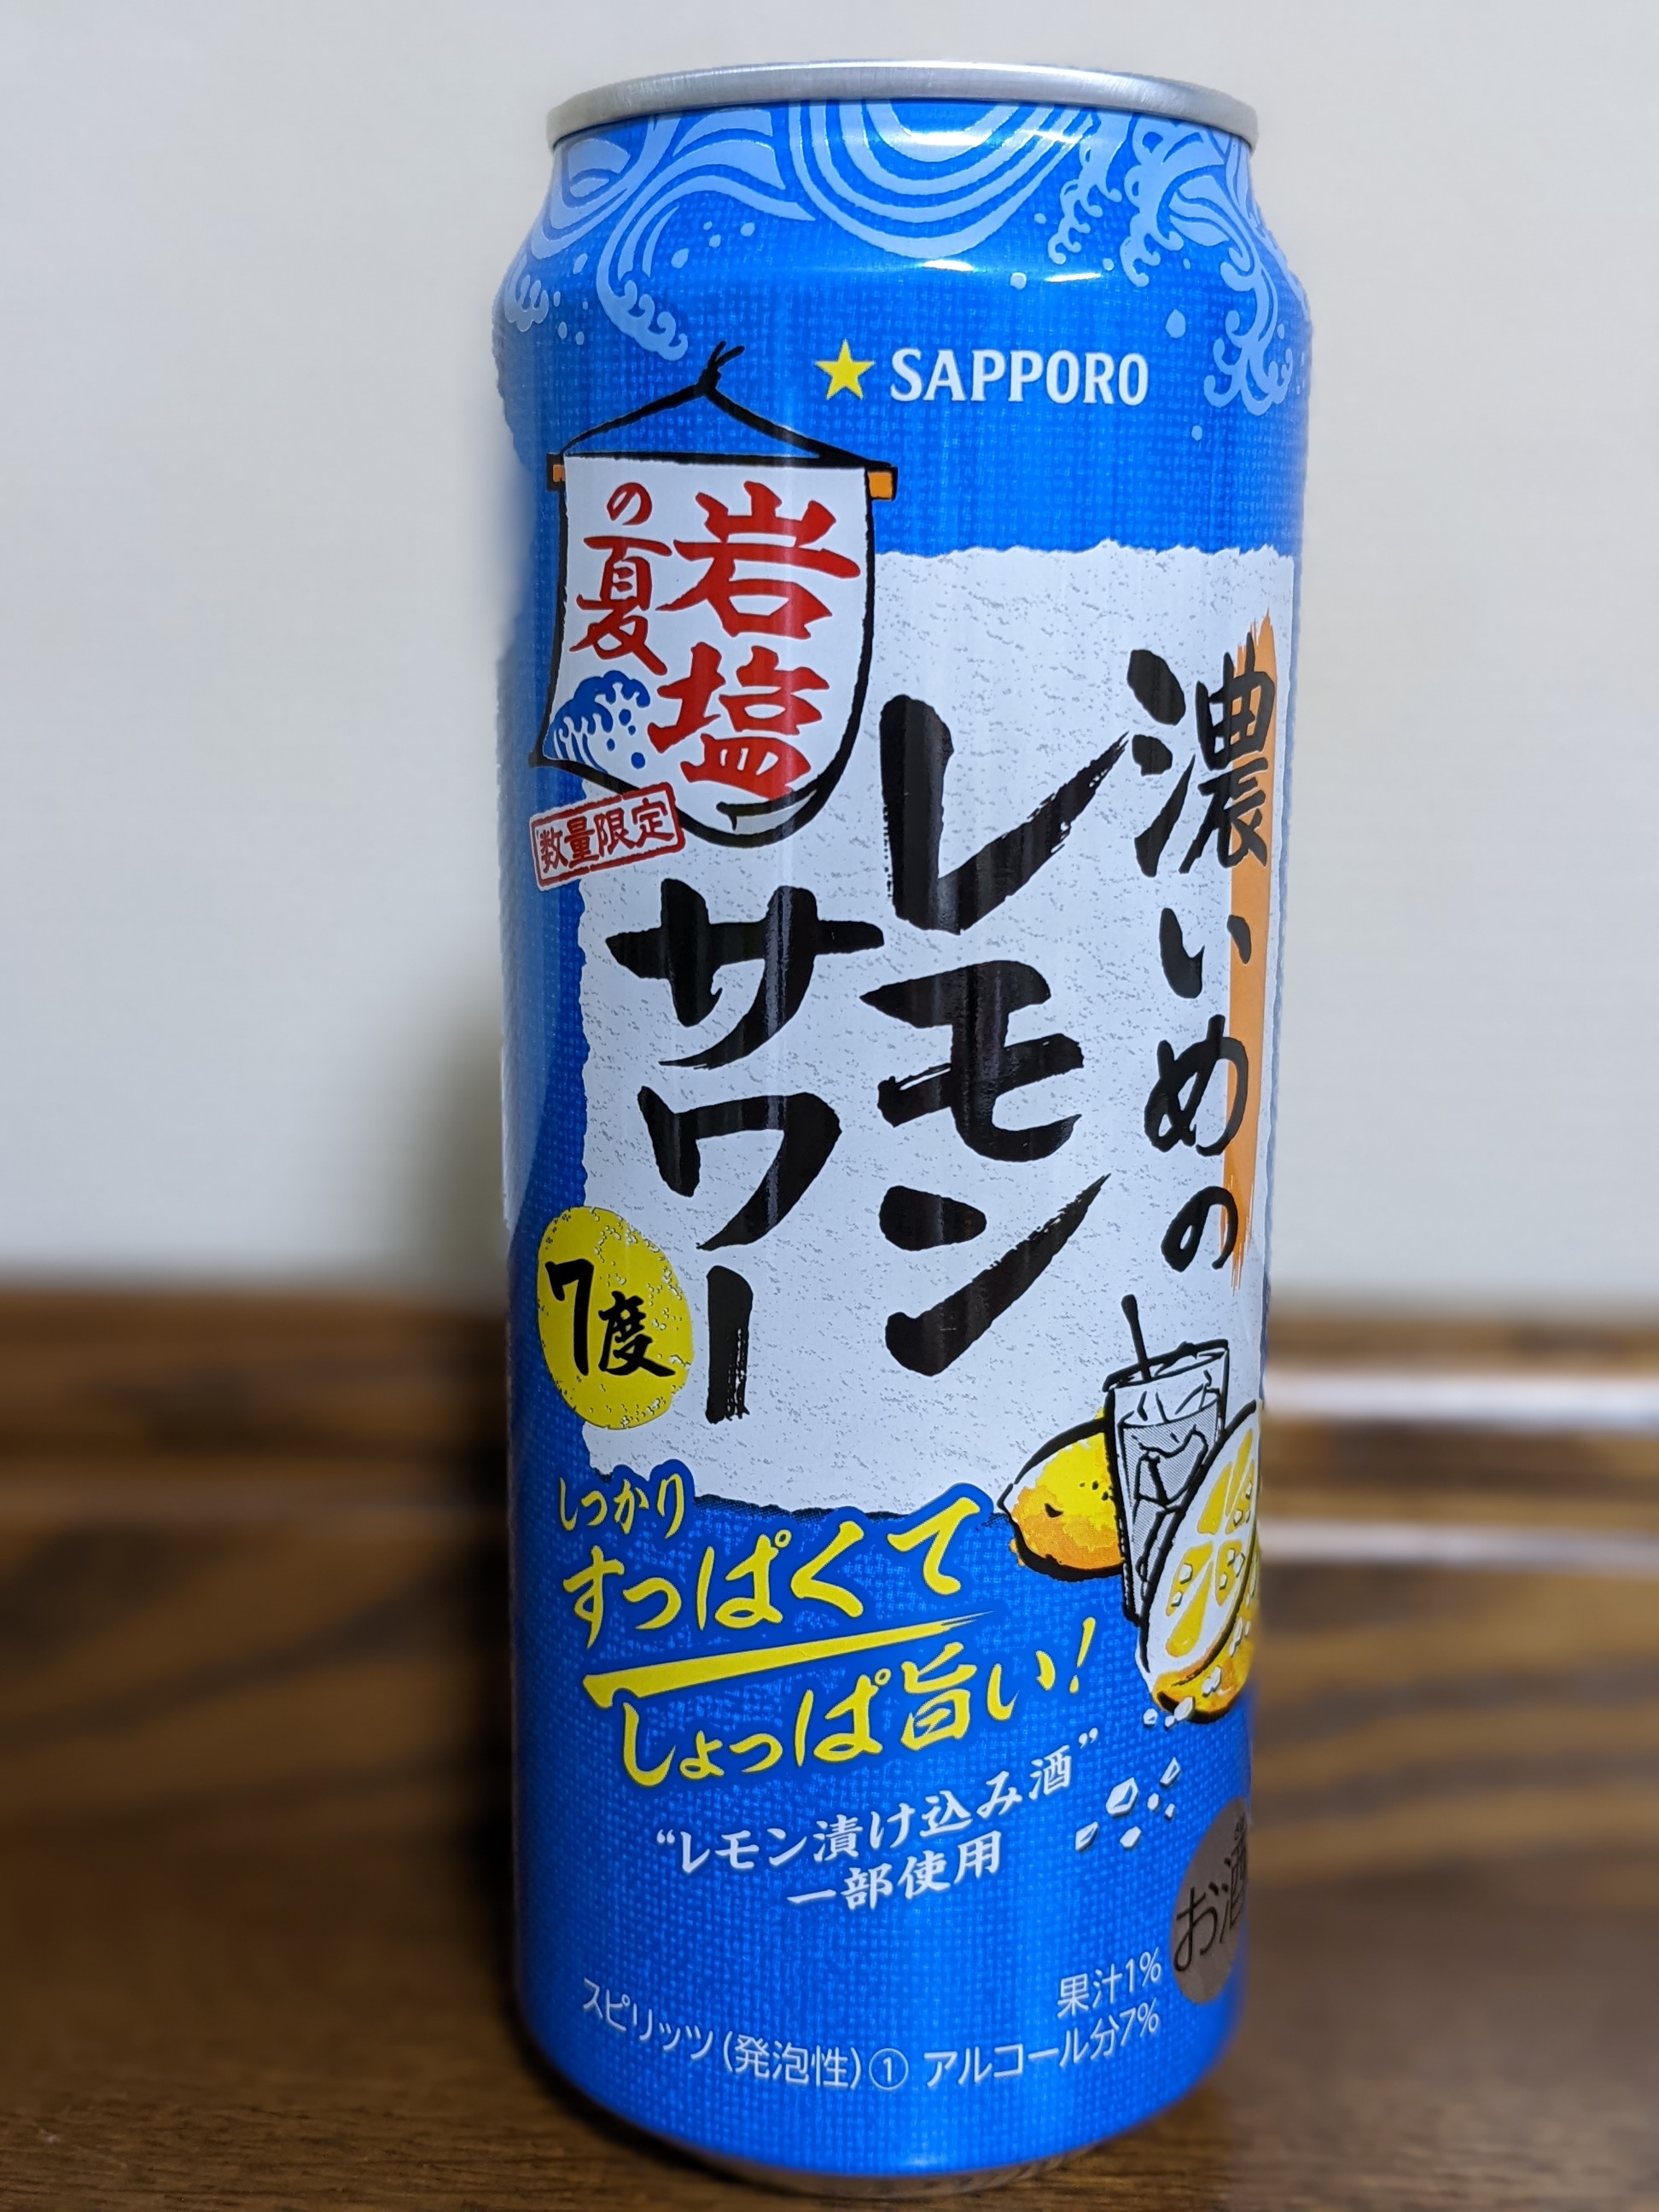 SAPPORO
岩塩
の夏
数量限定
濃いめの
レモン
サワー
7度
しっかり
すっぱくて
しょっぱ旨い!
“レモン漬け込み酒”
一部使用
お酒
果汁1%
スピリッツ(発泡性)① アルコール分7%